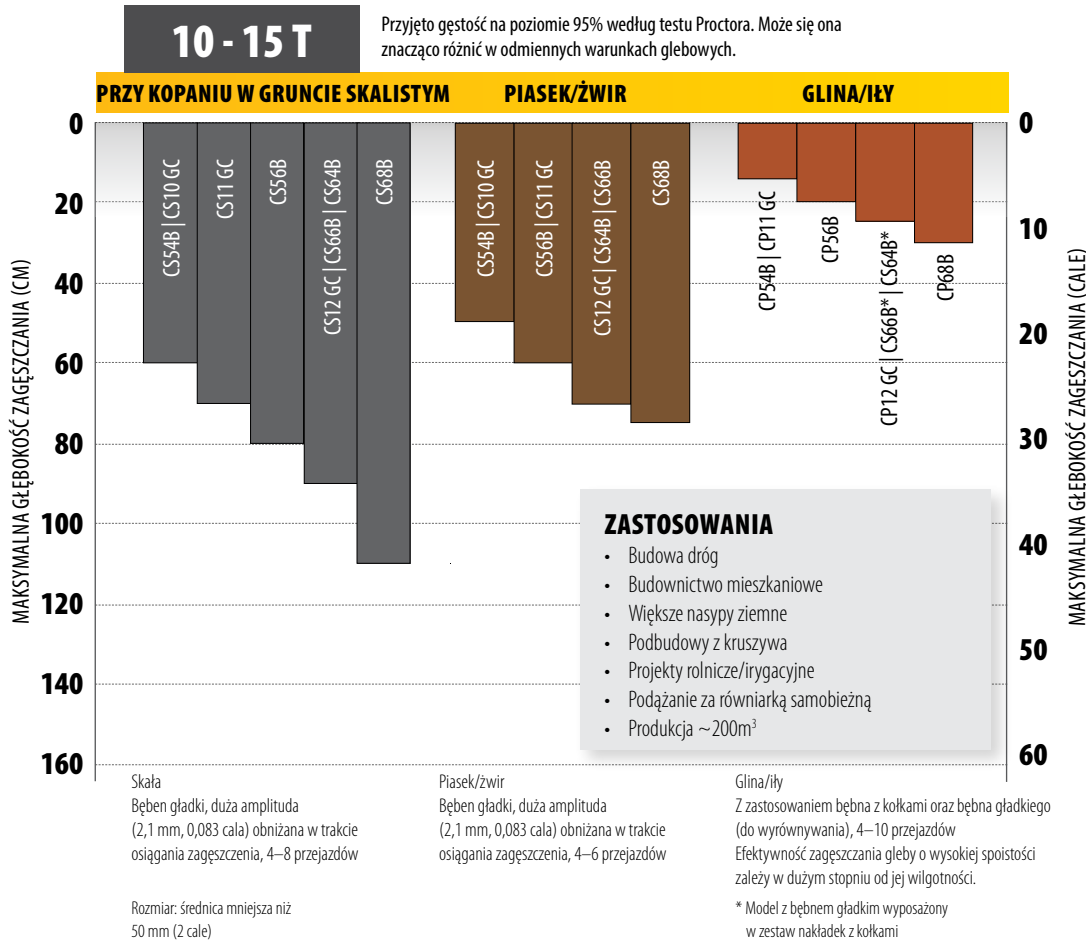 10 - 15 T
Przyjęto gęstość na poziomie 95% według testu Proctora. Może się ona
znacząco różnić w odmiennych warunkach glebowych.
PRZY KOPANIU W GRUNCIE SKALISTYM
PIASEK/ŻWIR
GLINA/IŁY
MAKSYMALNA GŁĘBOKOŚĆ ZAGĘSZCZANIA (CM)
0
20
40
60
80
100
120
140
160
CS54B | CS10 GC
CS11 GC
CS56B
CS12 GC | CS66B | CS64B
CS68B
CS54B | CS10 GC
CS56B | CS11 GC
CS12 GC | CS64B | CS66B
CS68B
CP54B | CP11 GC
CP56B
CP12 GC | CS66B* | CS64B*
CP68B
0
10
20
30
40
50
60
MAKSYMALNA GŁĘBOKOŚĆ ZAGĘSZCZANIA (CALE)
ZASTOSOWANIA
• Budowa dróg
• Budownictwo mieszkaniowe
• Większe nasypy ziemne
• Podbudowy z kruszywa
• Projekty rolnicze/irygacyjne
• Podążanie za równiarką samobieżną
• Produkcja ~200m³
Skała
Bęben gładki, duża amplituda
(2,1 mm, 0,083 cala) obniżana w trakcie
osiągania zagęszczenia, 4–8 przejazdów
Rozmiar: średnica mniejsza niż
50 mm (2 cale)
Piasek/żwir
Bęben gładki, duża amplituda
(2,1 mm, 0,083 cala) obniżana w trakcie
osiągania zagęszczenia, 4–6 przejazdów
Glina/iły
Z zastosowaniem bębna z kołkami oraz bębna gładkiego
(do wyrównywania), 4–10 przejazdów
Efektywność zagęszczania gleby o wysokiej spoistości
zależy w dużym stopniu od jej wilgotności.
* Model z bębnem gładkim wyposażony
w zestaw nakładek z kołkami